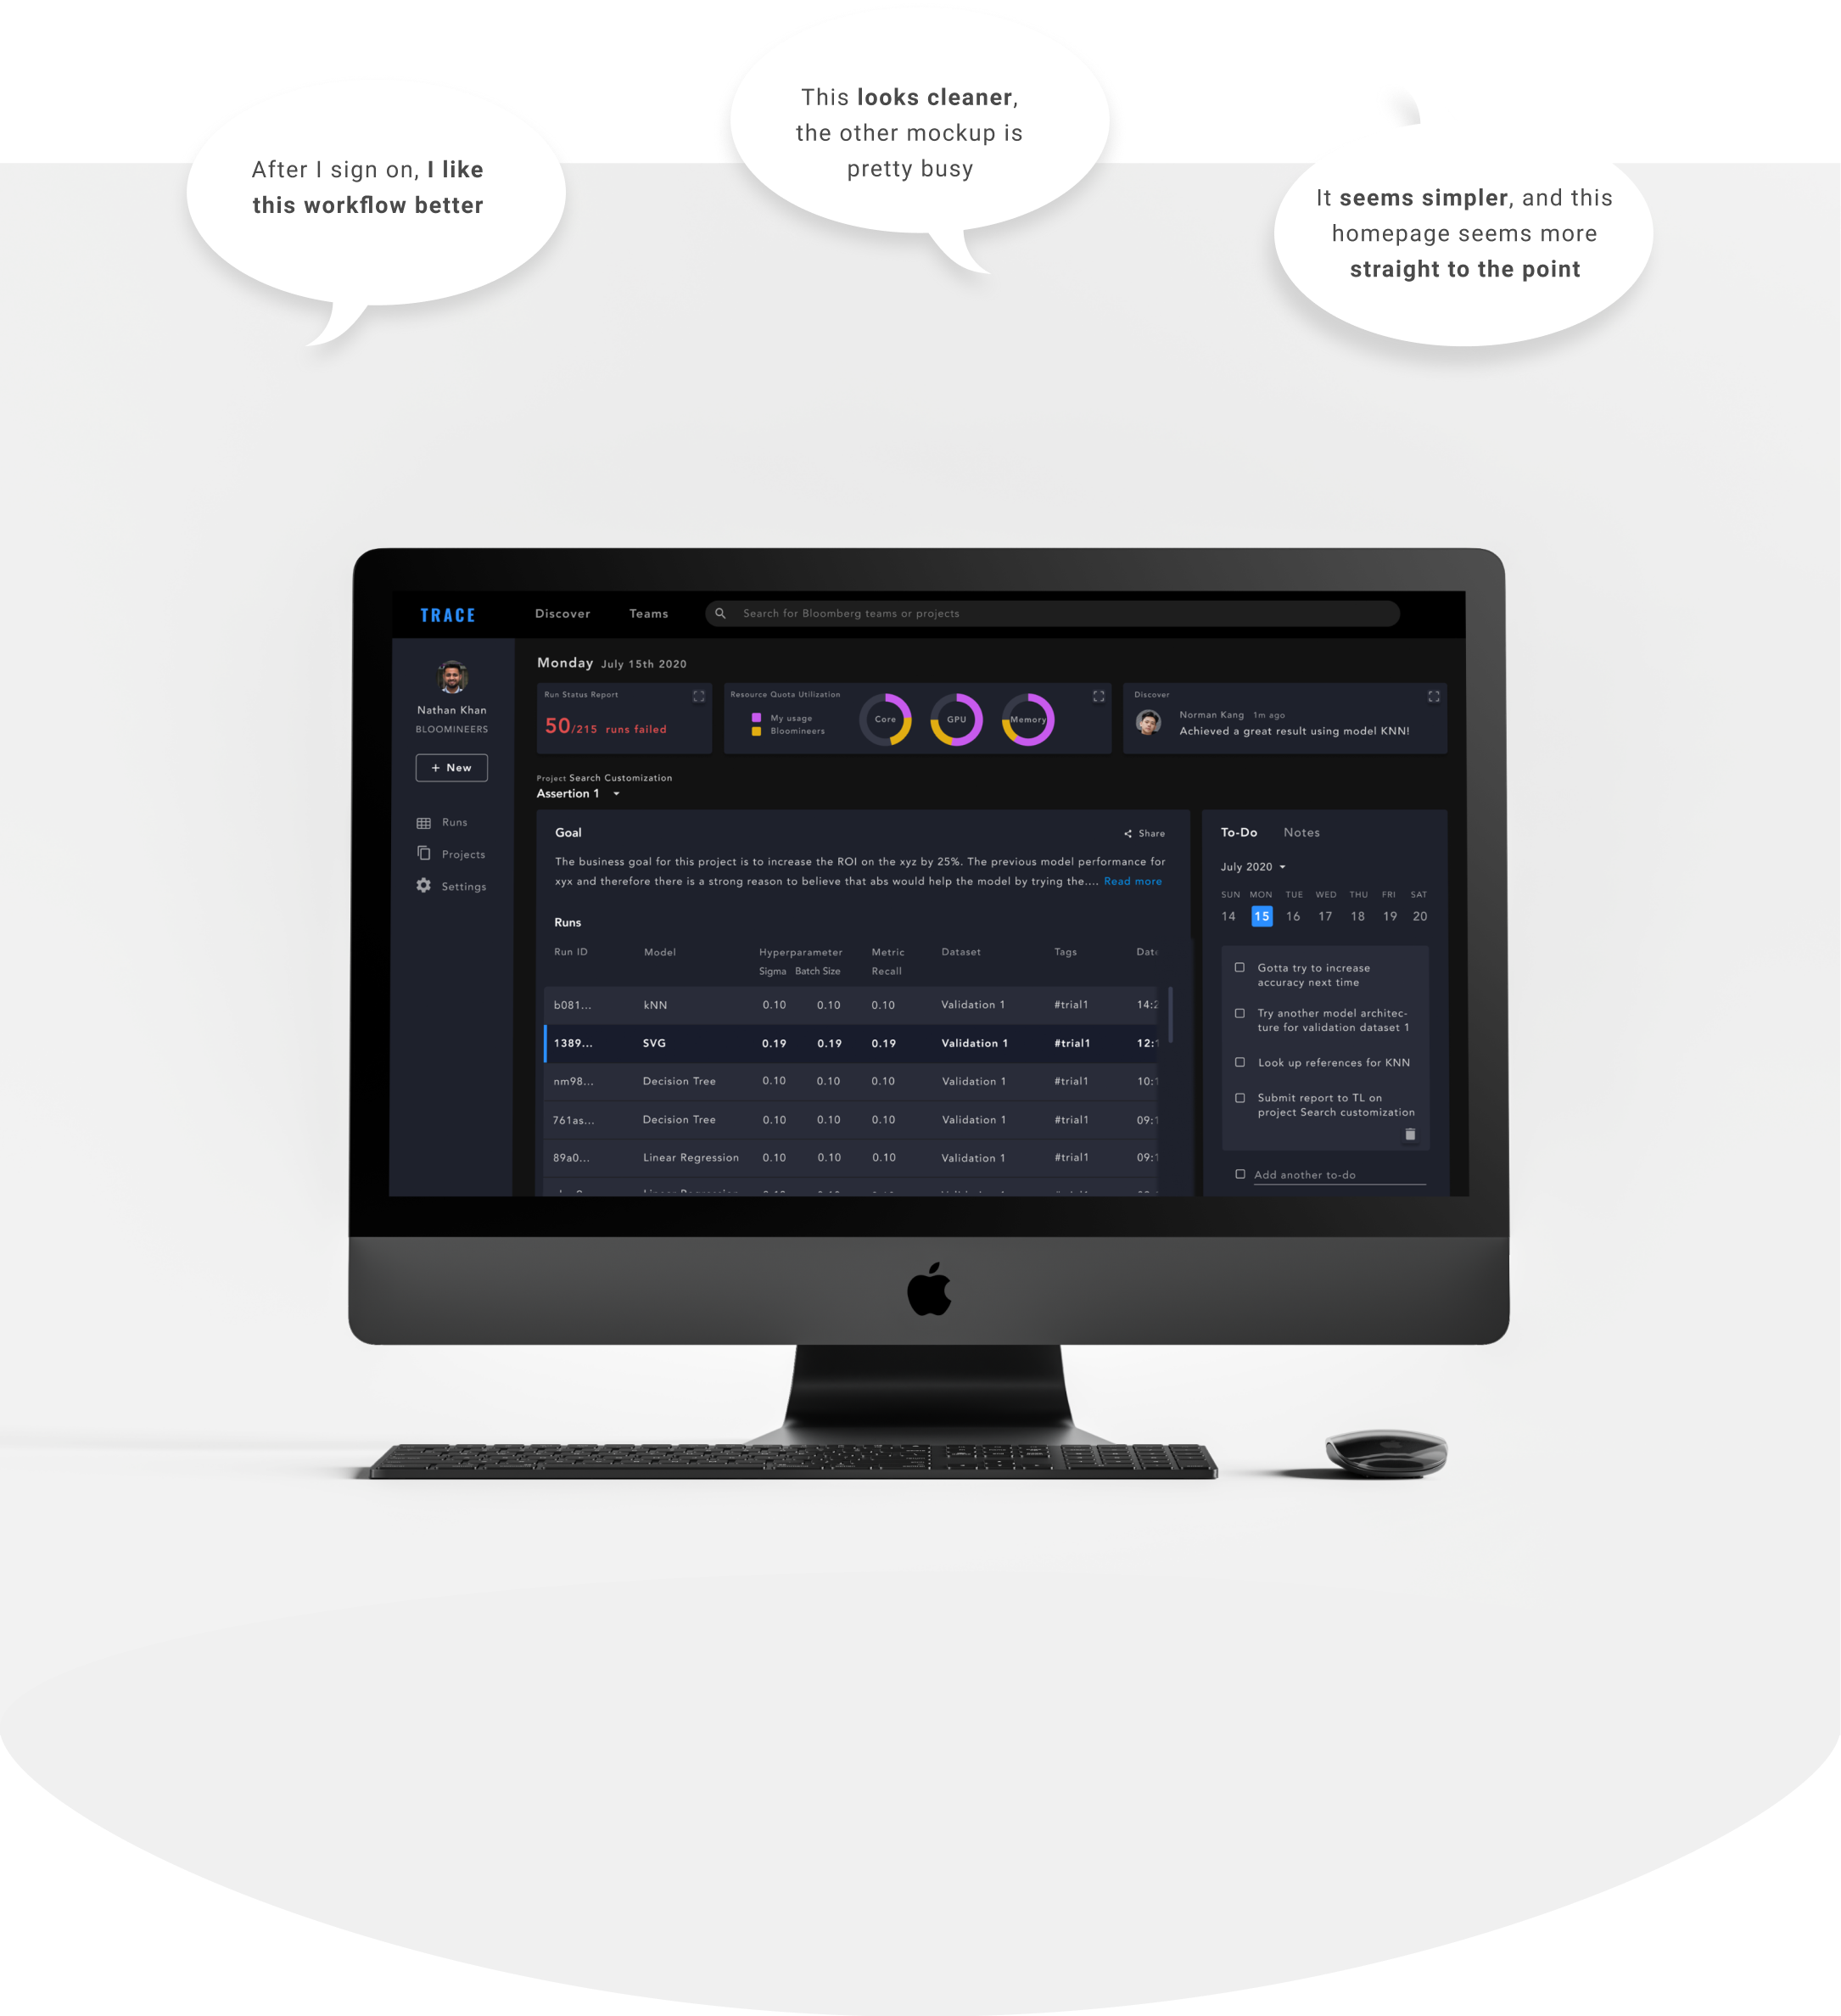 This looks cleaner,
the other mockup is
pretty busy
After I sign on, I like
this workflow better
It seems simpler, and this
homepage seems more
straight to the point
TRACE
Discover
Teams
Search for Bloomberg teams or projects
Nathan Khan
BLOOMINEERS
+ New
Runs
Projects
Settings
Monday July 15th 2020
Run Status Report
50/215 runs failed
Resource Quota Utilization
My usage
Bloomineers
Core
GPU
Memory
Discover
Norman Kang 1m ago
Achieved a great result using model KNN!
Project Search Customization
Assertion 1
Goal
Share
The business goal for this project is to increase the ROI on the xyz by 25%. The previous model performance for
xyx and therefore there is a strong reason to believe that abs would help the model by trying the.... Read more
Runs
Run ID Model Hyperparameter Metric Dataset Tags Date
Sigma Batch Size Recall
b081... kNN 0.10 0.10 0.10 Validation 1 #trial1 14:2
1389... SVG 0.19 0.19 0.19 Validation 1 #trial1 12:1
nm98... Decision Tree 0.10 0.10 0.10 Validation 1 #trial1 10:1
761as... Decision Tree 0.10 0.10 0.10 Validation 1 #trial1 09:1
89a0... Linear Regression 0.10 0.10 0.10 Validation 1 #trial1 09:1
To-Do Notes
July 2020
SUN MON TUE WED THU FRI SAT
14 15 16 17 18 19 20
Gotta try to increase
accuracy next time
Try another model architec-
ture for validation dataset 1
Look up references for KNN
Submit report to TL on
project Search customization
Add another to-do